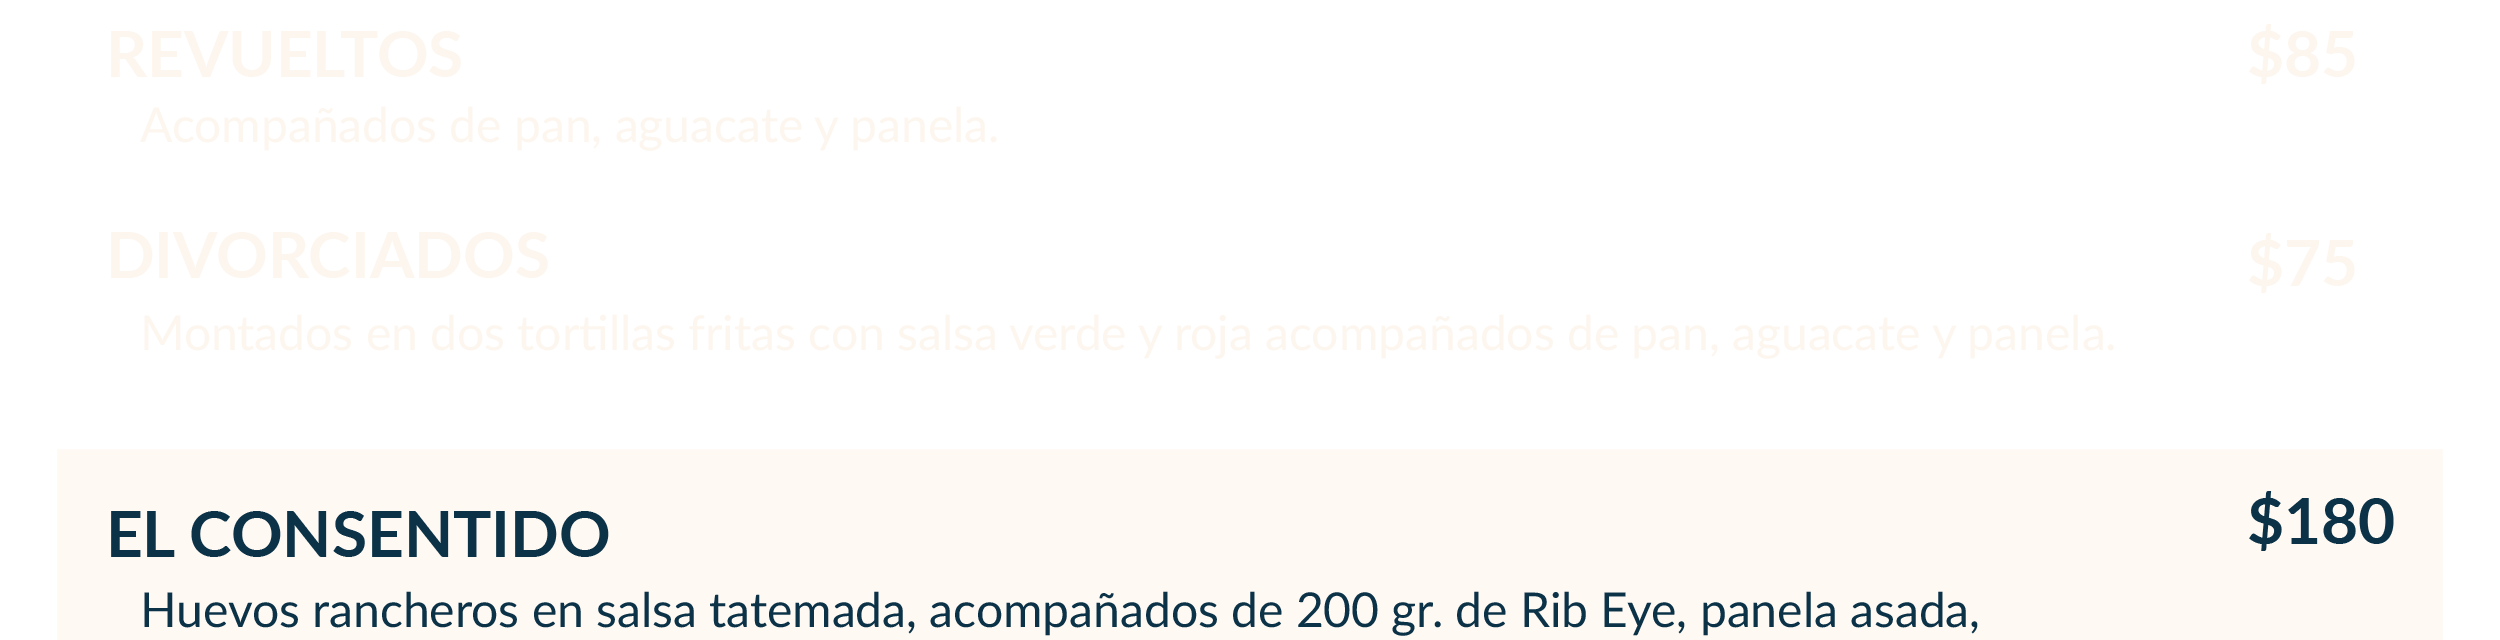 REVUELTOS $85
Acompañados de pan, aguacate y panela.
DIVORCIADOS $75
Montados en dos tortillas fritas con salsa verde y roja acompañados de pan, aguacate y panela.
EL CONSENTIDO $180
Huevos rancheros en salsa tatemada, acompañados de 200 gr. de Rib Eye, panela asada,